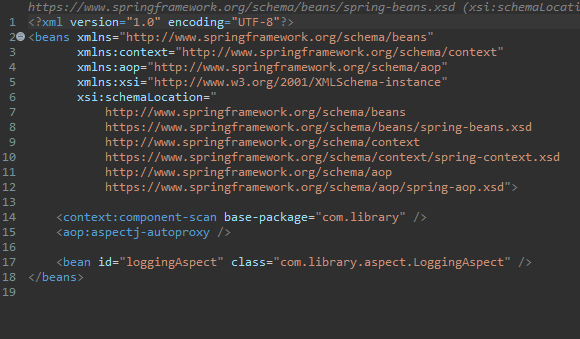 https://www.springframework.org/schema/beans/spring-beans.xsd (xsi:schemaLocati
1 <?xml version="1.0" encoding="UTF-8"?>
2 <beans xmlns="http://www.springframework.org/schema/beans"
3 xmlns:context="http://www.springframework.org/schema/context"
4 xmlns:aop="http://www.springframework.org/schema/aop"
5 xmlns:xsi="http://www.w3.org/2001/XMLSchema-instance"
6 xsi:schemaLocation="
7 http://www.springframework.org/schema/beans
8 https://www.springframework.org/schema/beans/spring-beans.xsd
9 http://www.springframework.org/schema/context
10 https://www.springframework.org/schema/context/spring-context.xsd
11 http://www.springframework.org/schema/aop
12 https://www.springframework.org/schema/aop/spring-aop.xsd">
13
14 <context:component-scan base-package="com.library" />
15 <aop:aspectj-autoproxy />
16
17 <bean id="loggingAspect" class="com.library.aspect.LoggingAspect" />
18 </beans>
19